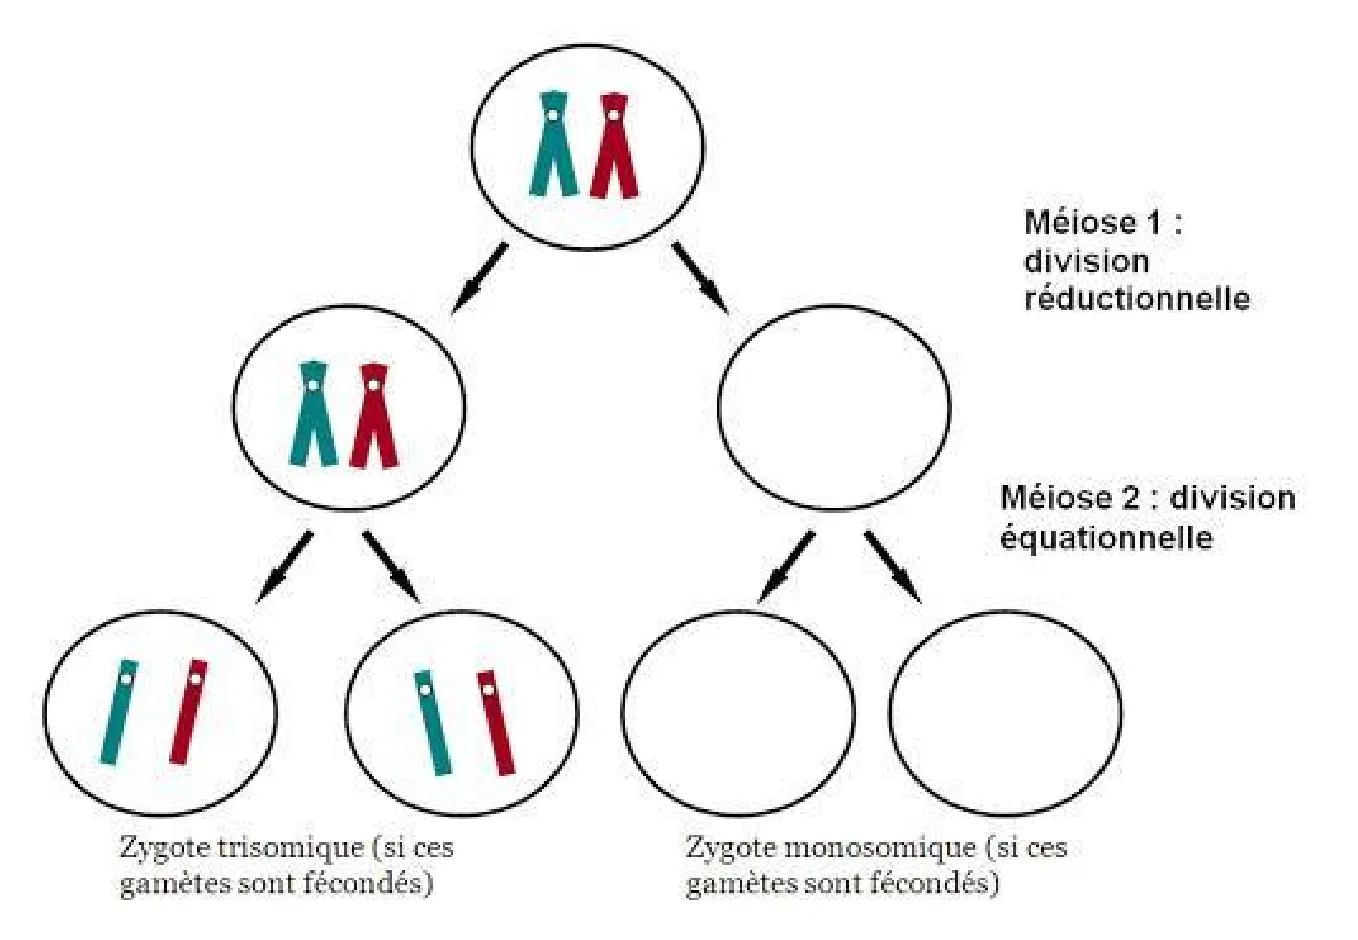 Méiose 1 :
division
réductionnelle
Méiose 2 : division
équationnelle
Zygote trisomique (si ces
gamètes sont fécondés)
Zygote monosomique (si ces
gamètes sont fécondés)